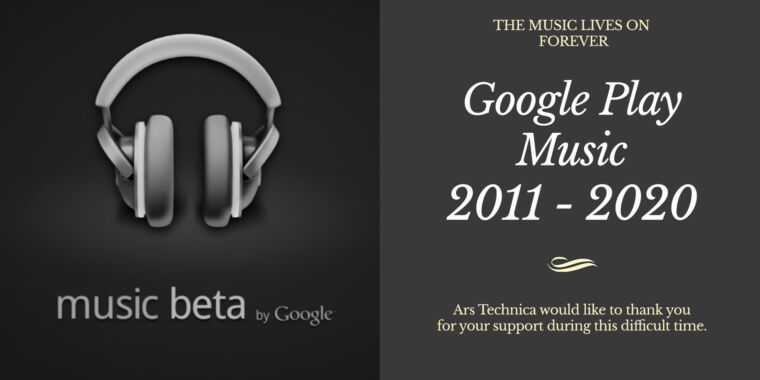 music beta by Google
THE MUSIC LIVES ON
FOREVER
Google Play
Music
2011 - 2020
Ars Technica would like to thank you
for your support during this difficult time.